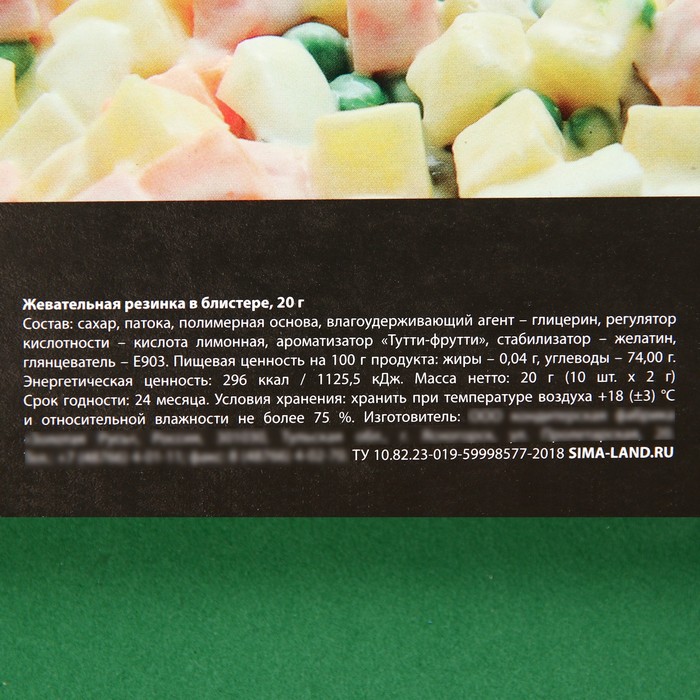 Жевательная резинка в блистере, 20 г
Состав: сахар, патока, полимерная основа, влагоудерживающий агент – глицерин, регулятор
кислотности – кислота лимонная, ароматизатор «Тутти-фрутти», стабилизатор – желатин,
глянцеватель – Е903. Пищевая ценность на 100 г продукта: жиры – 0,04 г, углеводы – 74,00 г.
Энергетическая ценность: 296 ккал / 1125,5 кДж. Масса нетто: 20 г (10 шт. х 2 г)
Срок годности: 24 месяца. Условия хранения: хранить при температуре воздуха +18 (±3) °С
и относительной влажности не более 75 %. Изготовитель:
ТУ 10.82.23-019-59998577-2018 SIMA-LAND.RU